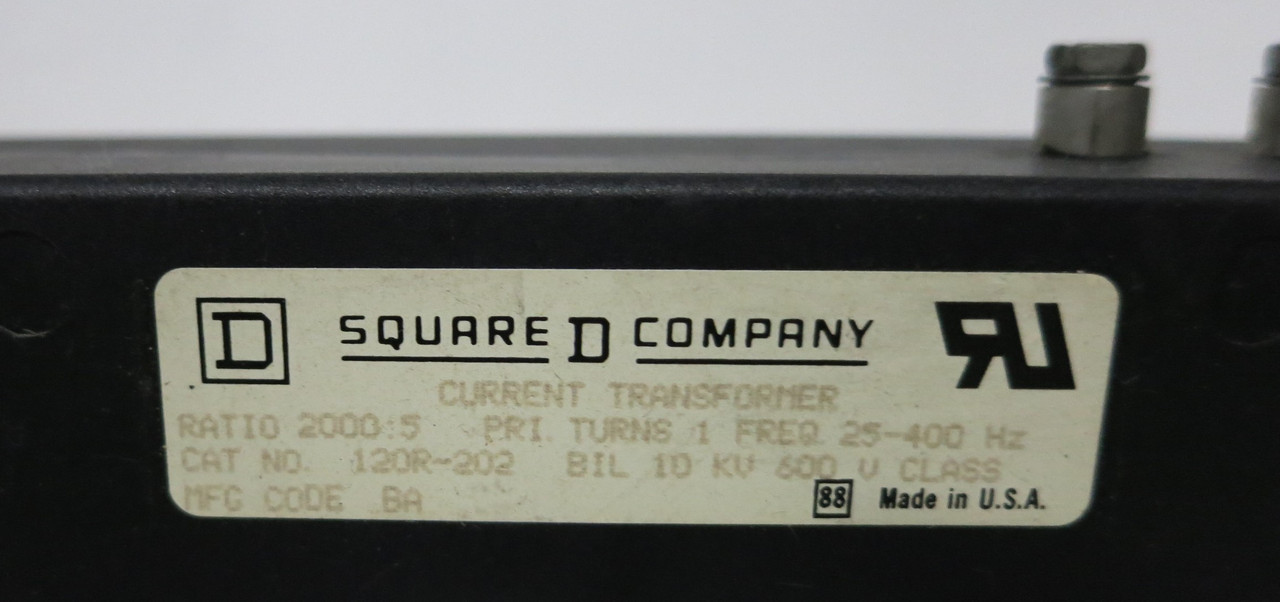 D SQUARE D COMPANY RU
CURRENT TRANSFORMER
RATIO 2000:5 PRI. TURNS 1 FREQ. 25-400 Hz
CAT NO. 120R-202 BIL 10 KV 600 V CLASS
MFG CODE BA 88 Made in U.S.A.